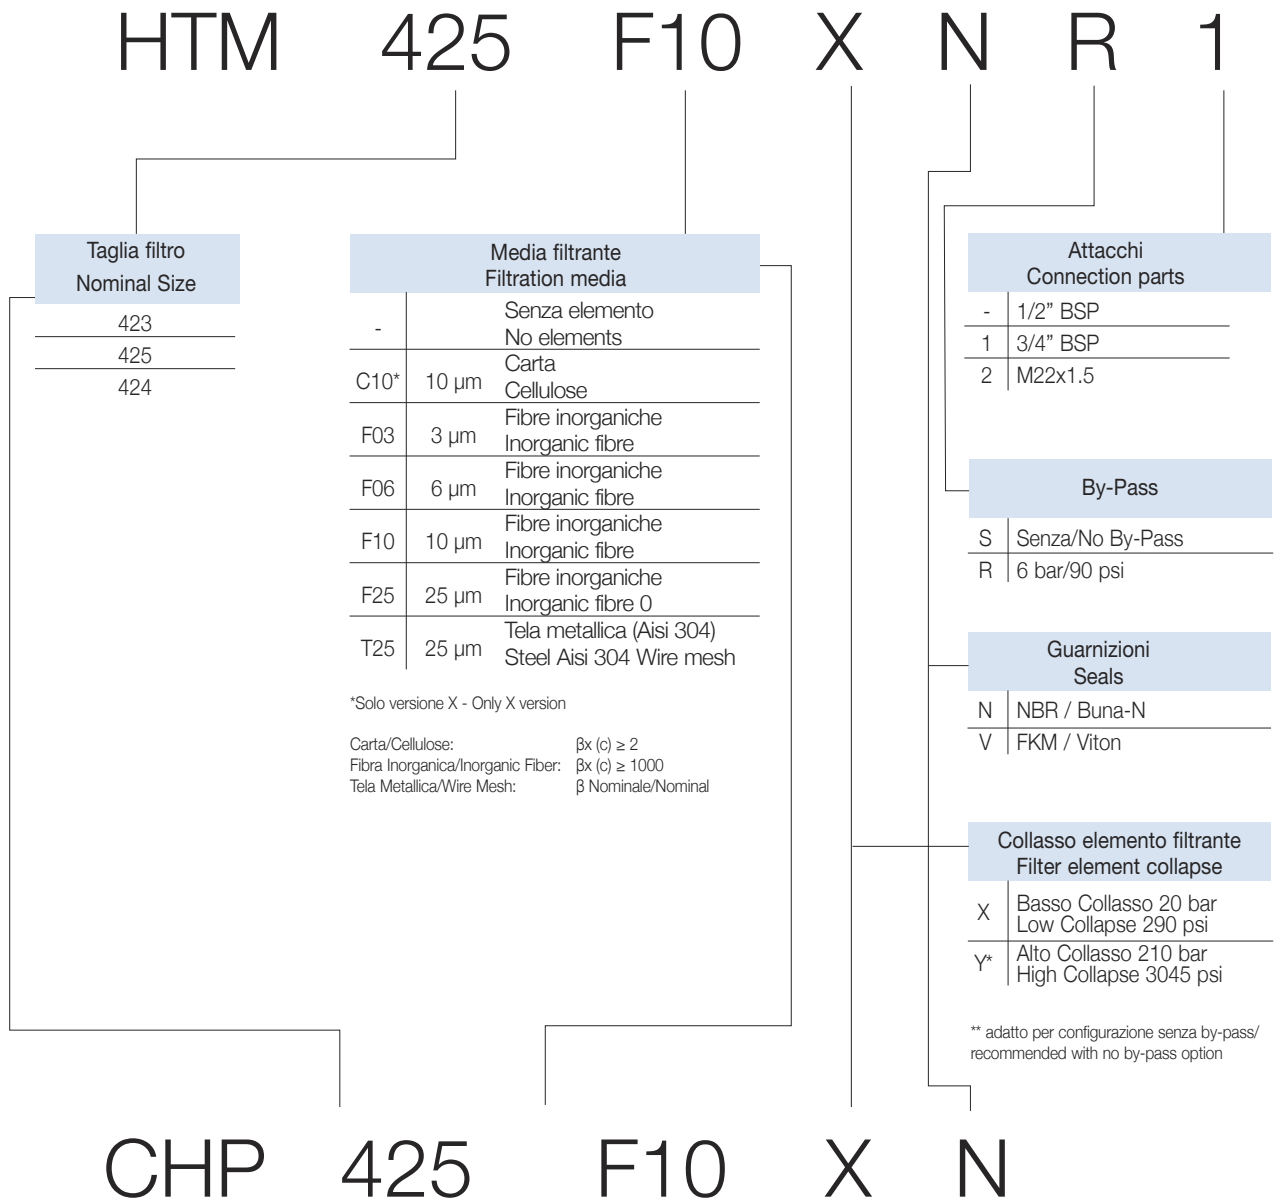 HTM 425 F10 X N R 1
Taglia filtro
Nominal Size
423
425
424
Media filtrante
Filtration media
- Senza elemento
No elements
C10* 10 µm Carta
Cellulose
F03 3 µm Fibre inorganiche
Inorganic fibre
F06 6 µm Fibre inorganiche
Inorganic fibre
F10 10 µm Fibre inorganiche
Inorganic fibre
F25 25 µm Fibre inorganiche
Inorganic fibre 0
T25 25 µm Tela metallica (Aisi 304)
Steel Aisi 304 Wire mesh
*Solo versione X - Only X version
Carta/Cellulose: βx (c) ≥ 2
Fibra Inorganica/Inorganic Fiber: βx (c) ≥ 1000
Tela Metallica/Wire Mesh: β Nominale/Nominal
Attacchi
Connection parts
- 1/2” BSP
1 3/4” BSP
2 M22x1.5
By-Pass
S Senza/No By-Pass
R 6 bar/90 psi
Guarnizioni
Seals
N NBR / Buna-N
V FKM / Viton
Collasso elemento filtrante
Filter element collapse
X Basso Collasso 20 bar
Low Collapse 290 psi
Y* Alto Collasso 210 bar
High Collapse 3045 psi
** adatto per configurazione senza by-pass/
recommended with no by-pass option
CHP 425 F10 X N